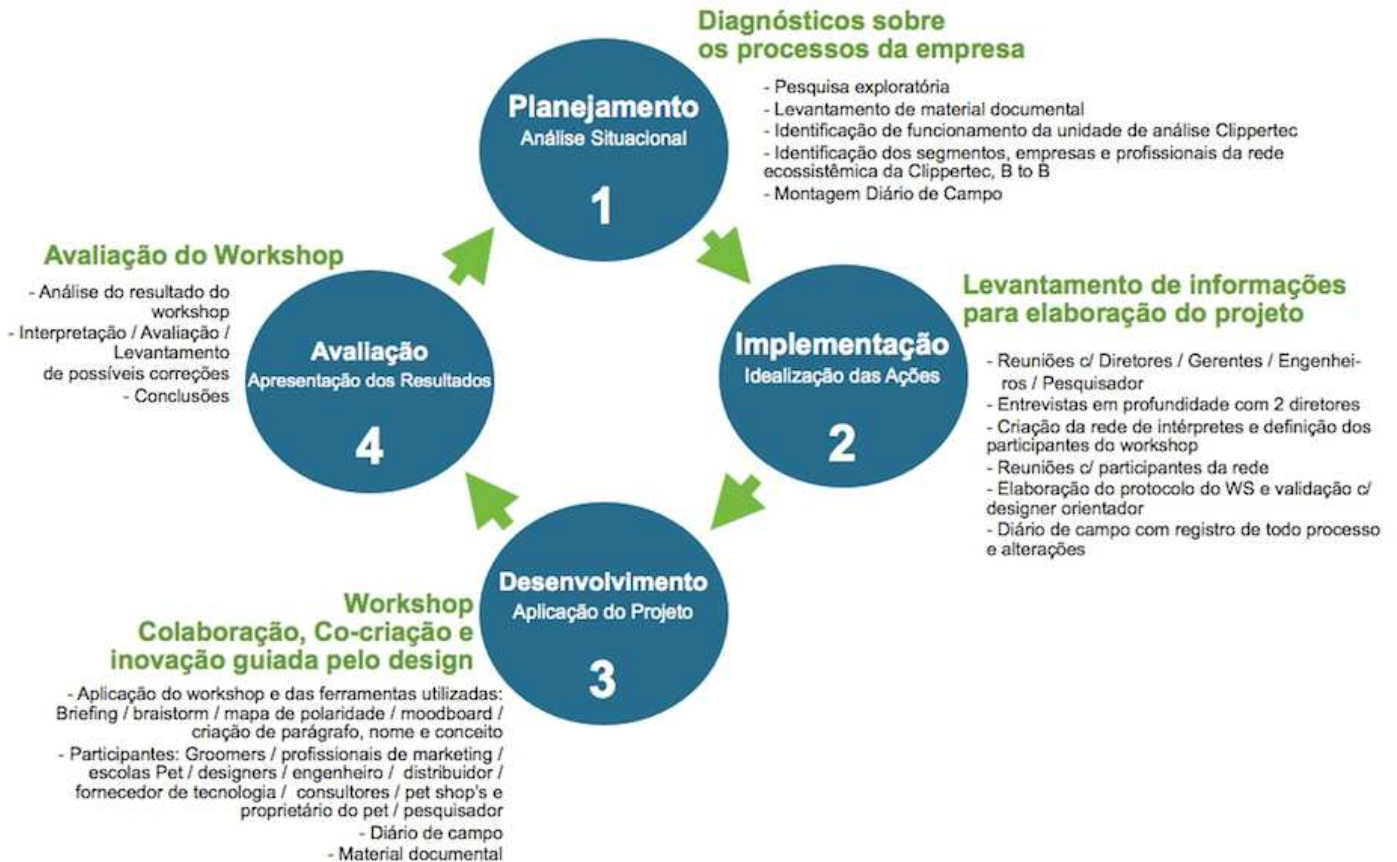 Diagnósticos sobre
os processos da empresa
- Pesquisa exploratória
- Levantamento de material documental
- Identificação de funcionamento da unidade de análise Clippertec
- Identificação dos segmentos, empresas e profissionais da rede
ecossistêmica da Clippertec, B to B
- Montagem Diário de Campo
Planejamento
Análise Situacional
1
Levantamento de informações
para elaboração do projeto
- Reuniões c/ Diretores / Gerentes / Engenhei-
ros / Pesquisador
- Entrevistas em profundidade com 2 diretores
- Criação da rede de intérpretes e definição dos
participantes do workshop
- Reuniões c/ participantes da rede
- Elaboração do protocolo do WS e validação c/
designer orientador
- Diário de campo com registro de todo processo
e alterações
Implementação
Idealização das Ações
2
Desenvolvimento
Aplicação do Projeto
3
Workshop
Colaboração, Co-criação e
inovação guiada pelo design
- Aplicação do workshop e das ferramentas utilizadas:
Briefing / braistorm / mapa de polaridade / moodboard /
criação de parágrafo, nome e conceito
- Participantes: Groomers / profissionais de marketing /
escolas Pet / designers / engenheiro / distribuidor /
fornecedor de tecnologia / consultores / pet shop's e
proprietário do pet / pesquisador
- Diário de campo
- Material documental
Avaliação do Workshop
- Análise do resultado do
workshop
- Interpretação / Avaliação /
Levantamento
de possíveis correções
- Conclusões
Avaliação
Apresentação dos Resultados
4